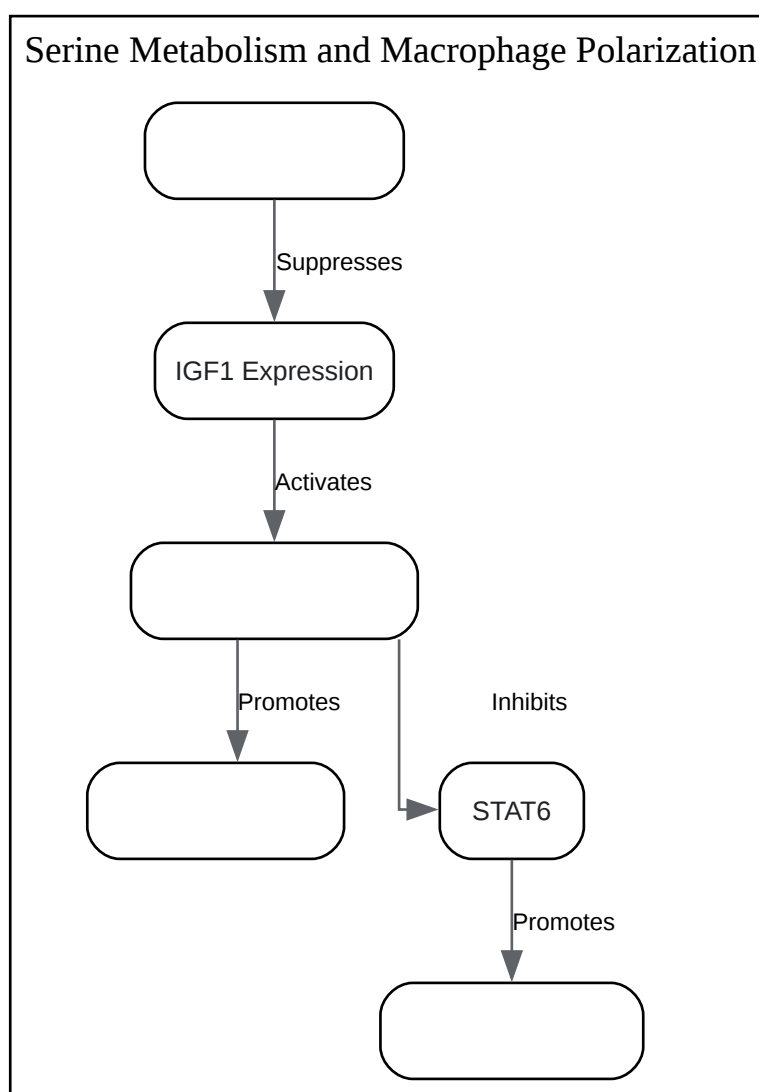 Serine Metabolism and Macrophage Polarization
Suppresses
IGF1 Expression
Activates
Promotes
Inhibits
STAT6
Promotes